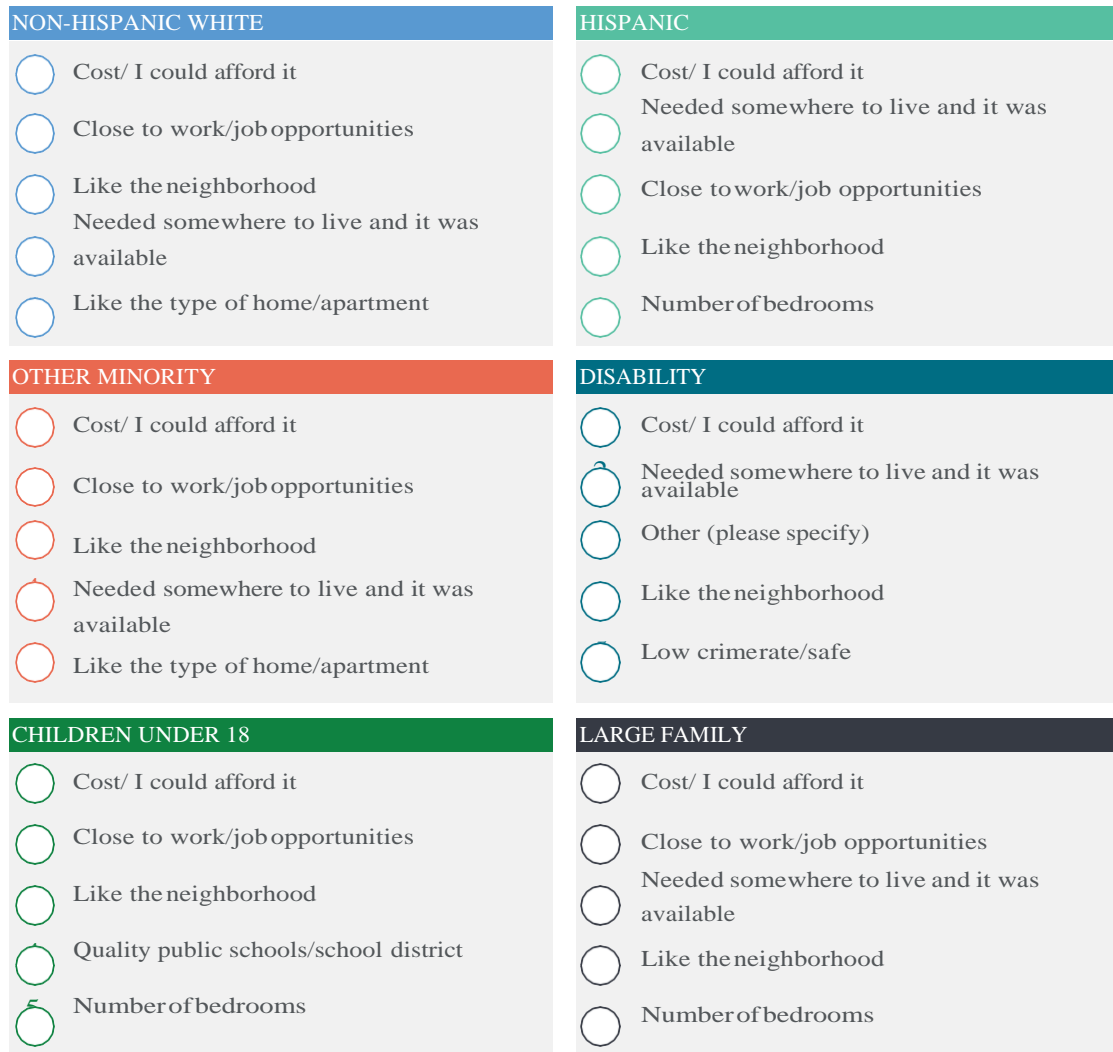 NON-HISPANIC WHITE
Cost/ I could afford it
Close to work/job opportunities
Like the neighborhood
Needed somewhere to live and it was
available
Like the type of home/apartment
HISPANIC
Cost/ I could afford it
Needed somewhere to live and it was
available
Close to work/job opportunities
Like the neighborhood
Number of bedrooms
OTHER MINORITY
Cost/ I could afford it
Close to work/job opportunities
Like the neighborhood
Needed somewhere to live and it was
available
Like the type of home/apartment
DISABILITY
Cost/ I could afford it
Needed somewhere to live and it was
available
Other (please specify)
Like the neighborhood
Low crimerate/safe
CHILDREN UNDER 18
Cost/ I could afford it
Close to work/job opportunities
Like the neighborhood
Quality public schools/school district
Number of bedrooms
LARGE FAMILY
Cost/ I could afford it
Close to work/job opportunities
Needed somewhere to live and it was
available
Like the neighborhood
Number of bedrooms